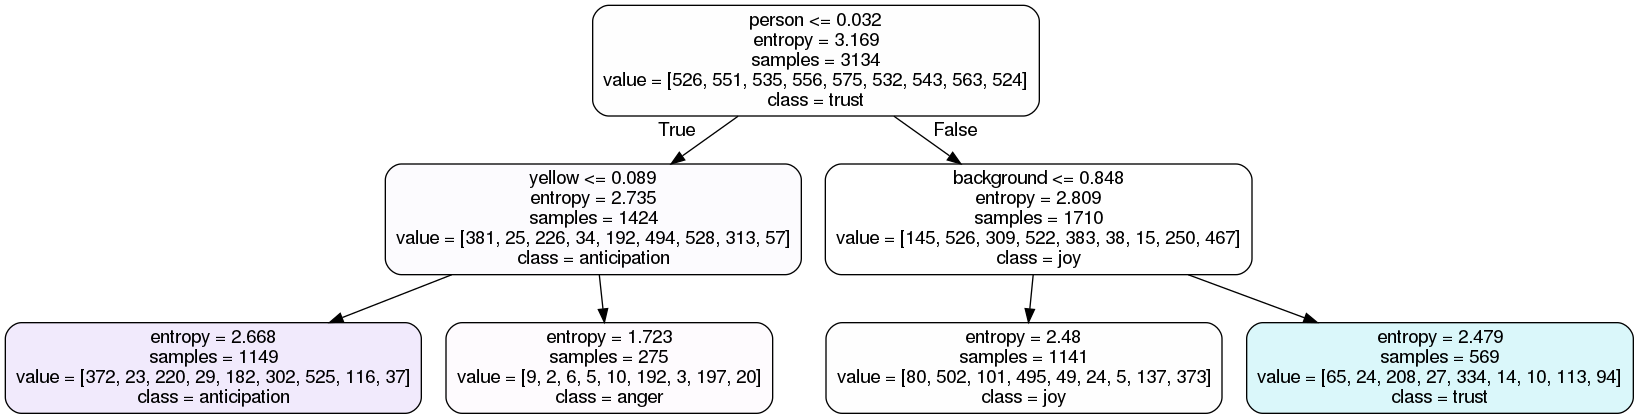 person <= 0.032
entropy = 3.169
samples = 3134
value = [526, 551, 535, 556, 575, 532, 543, 563, 524]
class = trust
True
False
yellow <= 0.089
entropy = 2.735
samples = 1424
value = [381, 25, 226, 34, 192, 494, 528, 313, 57]
class = anticipation
background <= 0.848
entropy = 2.809
samples = 1710
value = [145, 526, 309, 522, 383, 38, 15, 250, 467]
class = joy
entropy = 2.668
samples = 1149
value = [372, 23, 220, 29, 182, 302, 525, 116, 37]
class = anticipation
entropy = 1.723
samples = 275
value = [9, 2, 6, 5, 10, 192, 3, 197, 20]
class = anger
entropy = 2.48
samples = 1141
value = [80, 502, 101, 495, 49, 24, 5, 137, 373]
class = joy
entropy = 2.479
samples = 569
value = [65, 24, 208, 27, 334, 14, 10, 113, 94]
class = trust